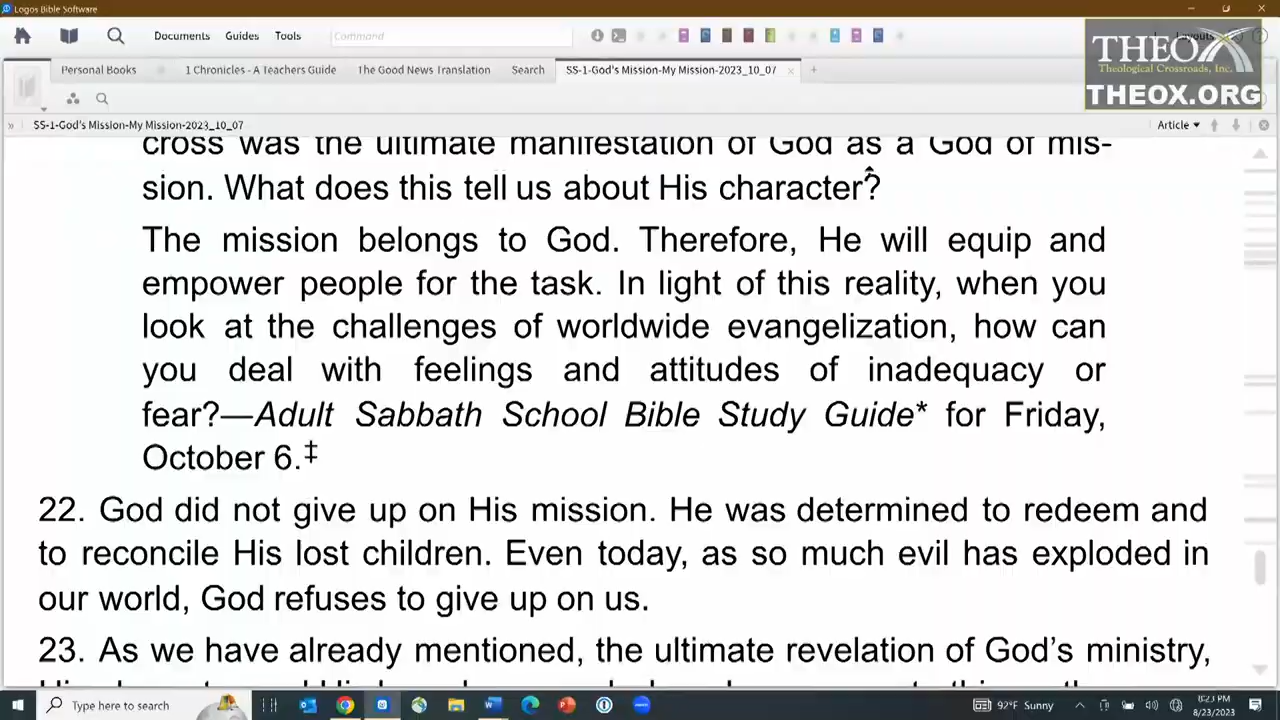 Logos Bible Software
Documents Guides Tools Command Layouts
THEOX
Theological Crossroads, Inc.
THEOX.ORG
Personal Books 1 Chronicles - A Teachers Guide The Good News Bible Search SS-1-God's Mission-My Mission-2023_10_07
SS-1-God's Mission-My Mission-2023_10_07 Article
cross was the ultimate manifestation of God as a God of mis-
sion. What does this tell us about His character?
The mission belongs to God. Therefore, He will equip and
empower people for the task. In light of this reality, when you
look at the challenges of worldwide evangelization, how can
you deal with feelings and attitudes of inadequacy or
fear?—Adult Sabbath School Bible Study Guide* for Friday,
October 6.‡
22. God did not give up on His mission. He was determined to redeem and
to reconcile His lost children. Even today, as so much evil has exploded in
our world, God refuses to give up on us.
23. As we have already mentioned, the ultimate revelation of God's ministry,
Type here to search 92°F Sunny 8:23 PM
8/23/2023